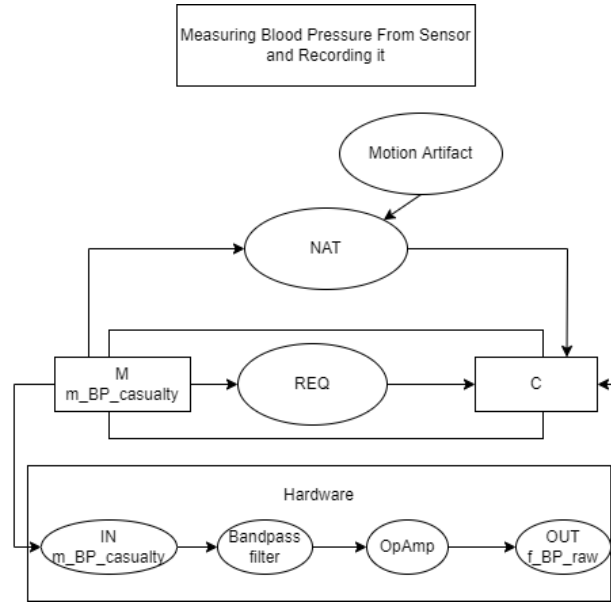 Measuring Blood Pressure From Sensor
and Recording it
Motion Artifact
NAT
M
m_BP_casualty
REQ
C
Hardware
IN
m_BP_casualty
Bandpass
filter
OpAmp
OUT
f_BP_raw